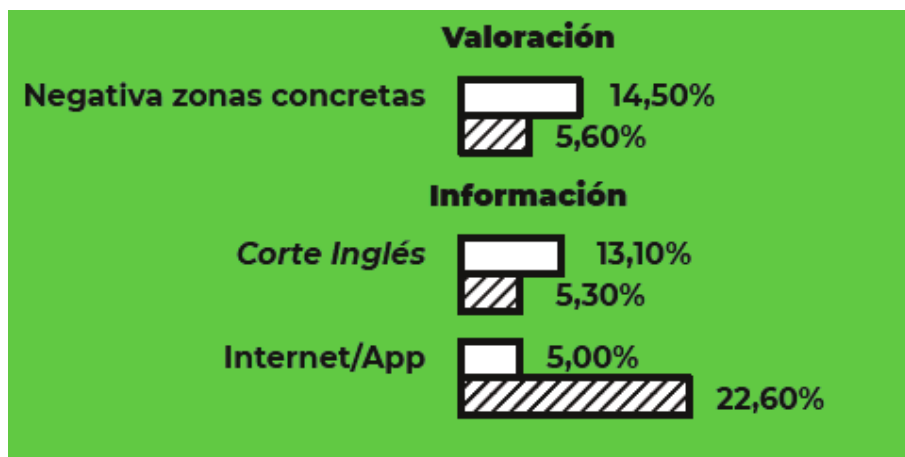 Valoración
Negativa zonas concretas 14,50%
5,60%
Información
Corte Inglés 13,10%
5,30%
Internet/App 5,00%
22,60%